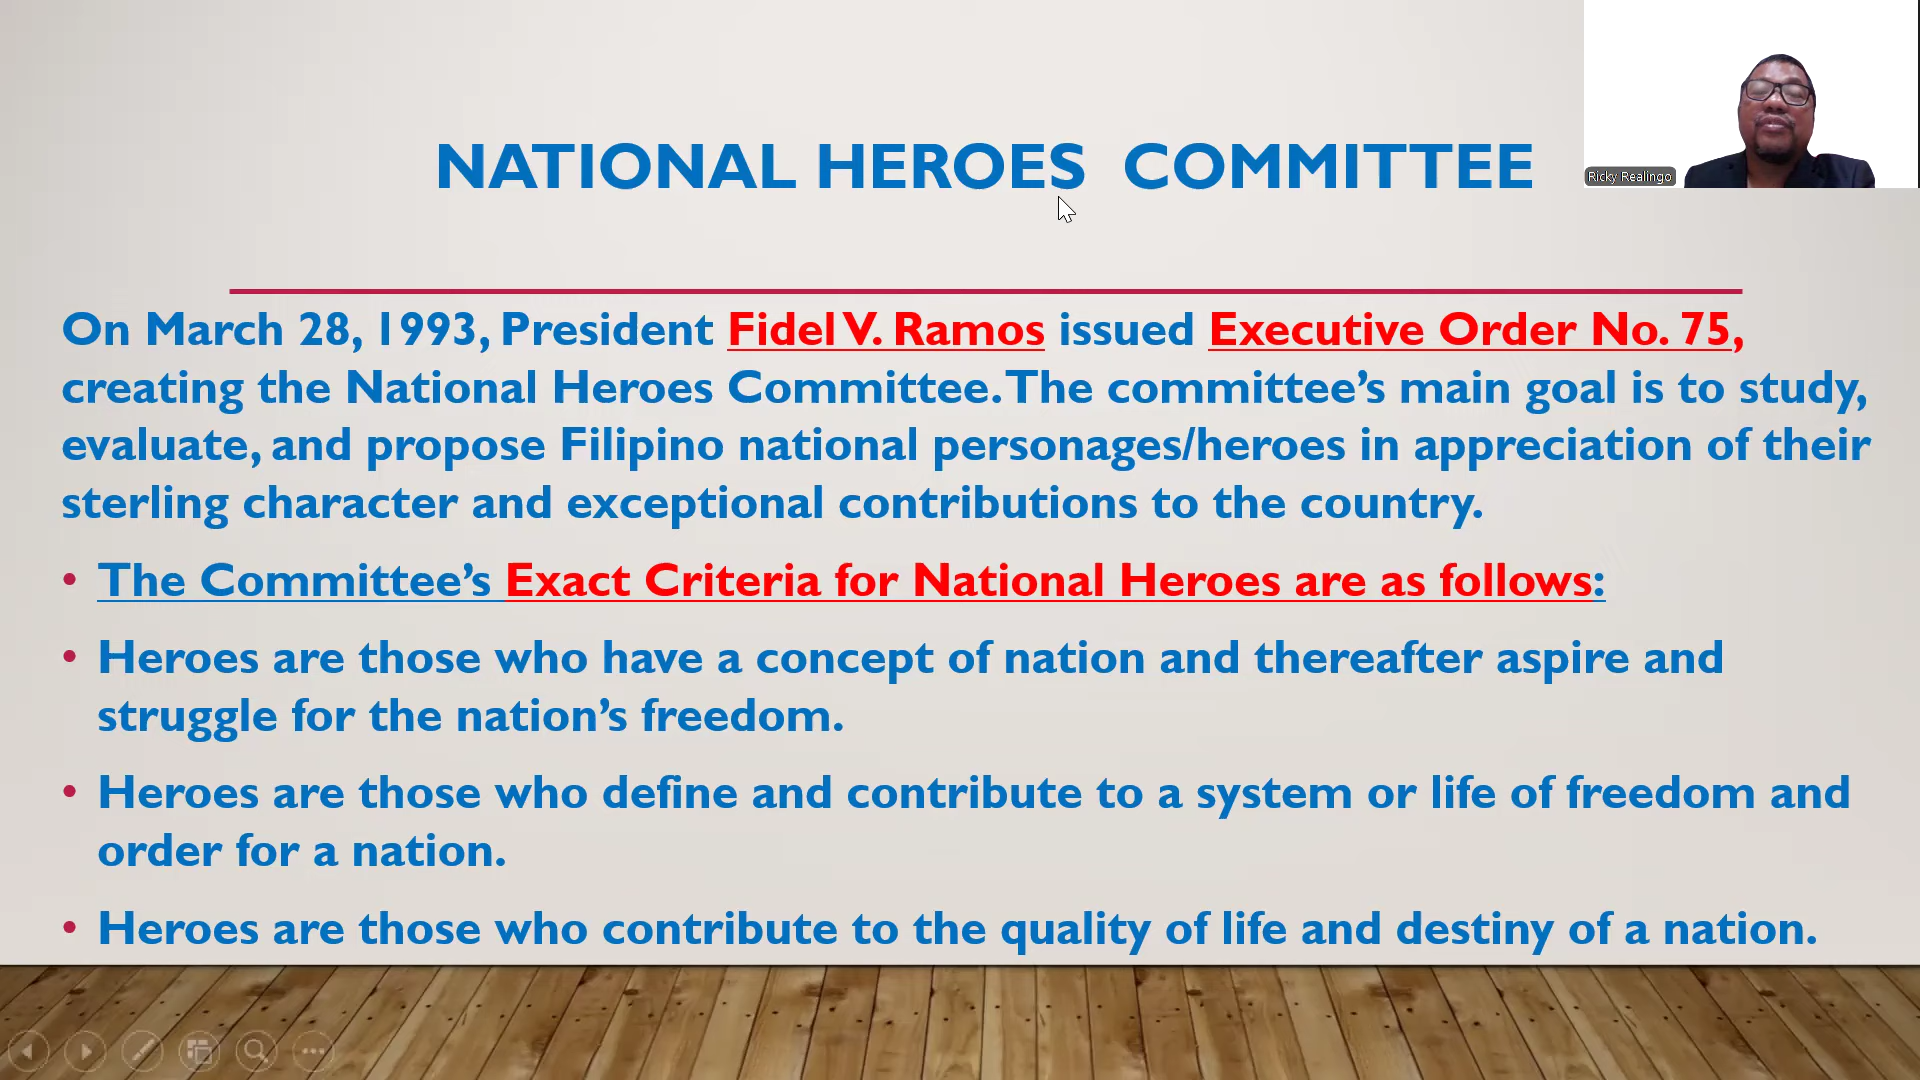 NATIONAL HEROES COMMITTEE
Ricky Realingo
On March 28, 1993, President Fidel V. Ramos issued Executive Order No. 75,
creating the National Heroes Committee. The committee’s main goal is to study,
evaluate, and propose Filipino national personages/heroes in appreciation of their
sterling character and exceptional contributions to the country.
• The Committee’s Exact Criteria for National Heroes are as follows:
• Heroes are those who have a concept of nation and thereafter aspire and
struggle for the nation’s freedom.
• Heroes are those who define and contribute to a system or life of freedom and
order for a nation.
• Heroes are those who contribute to the quality of life and destiny of a nation.